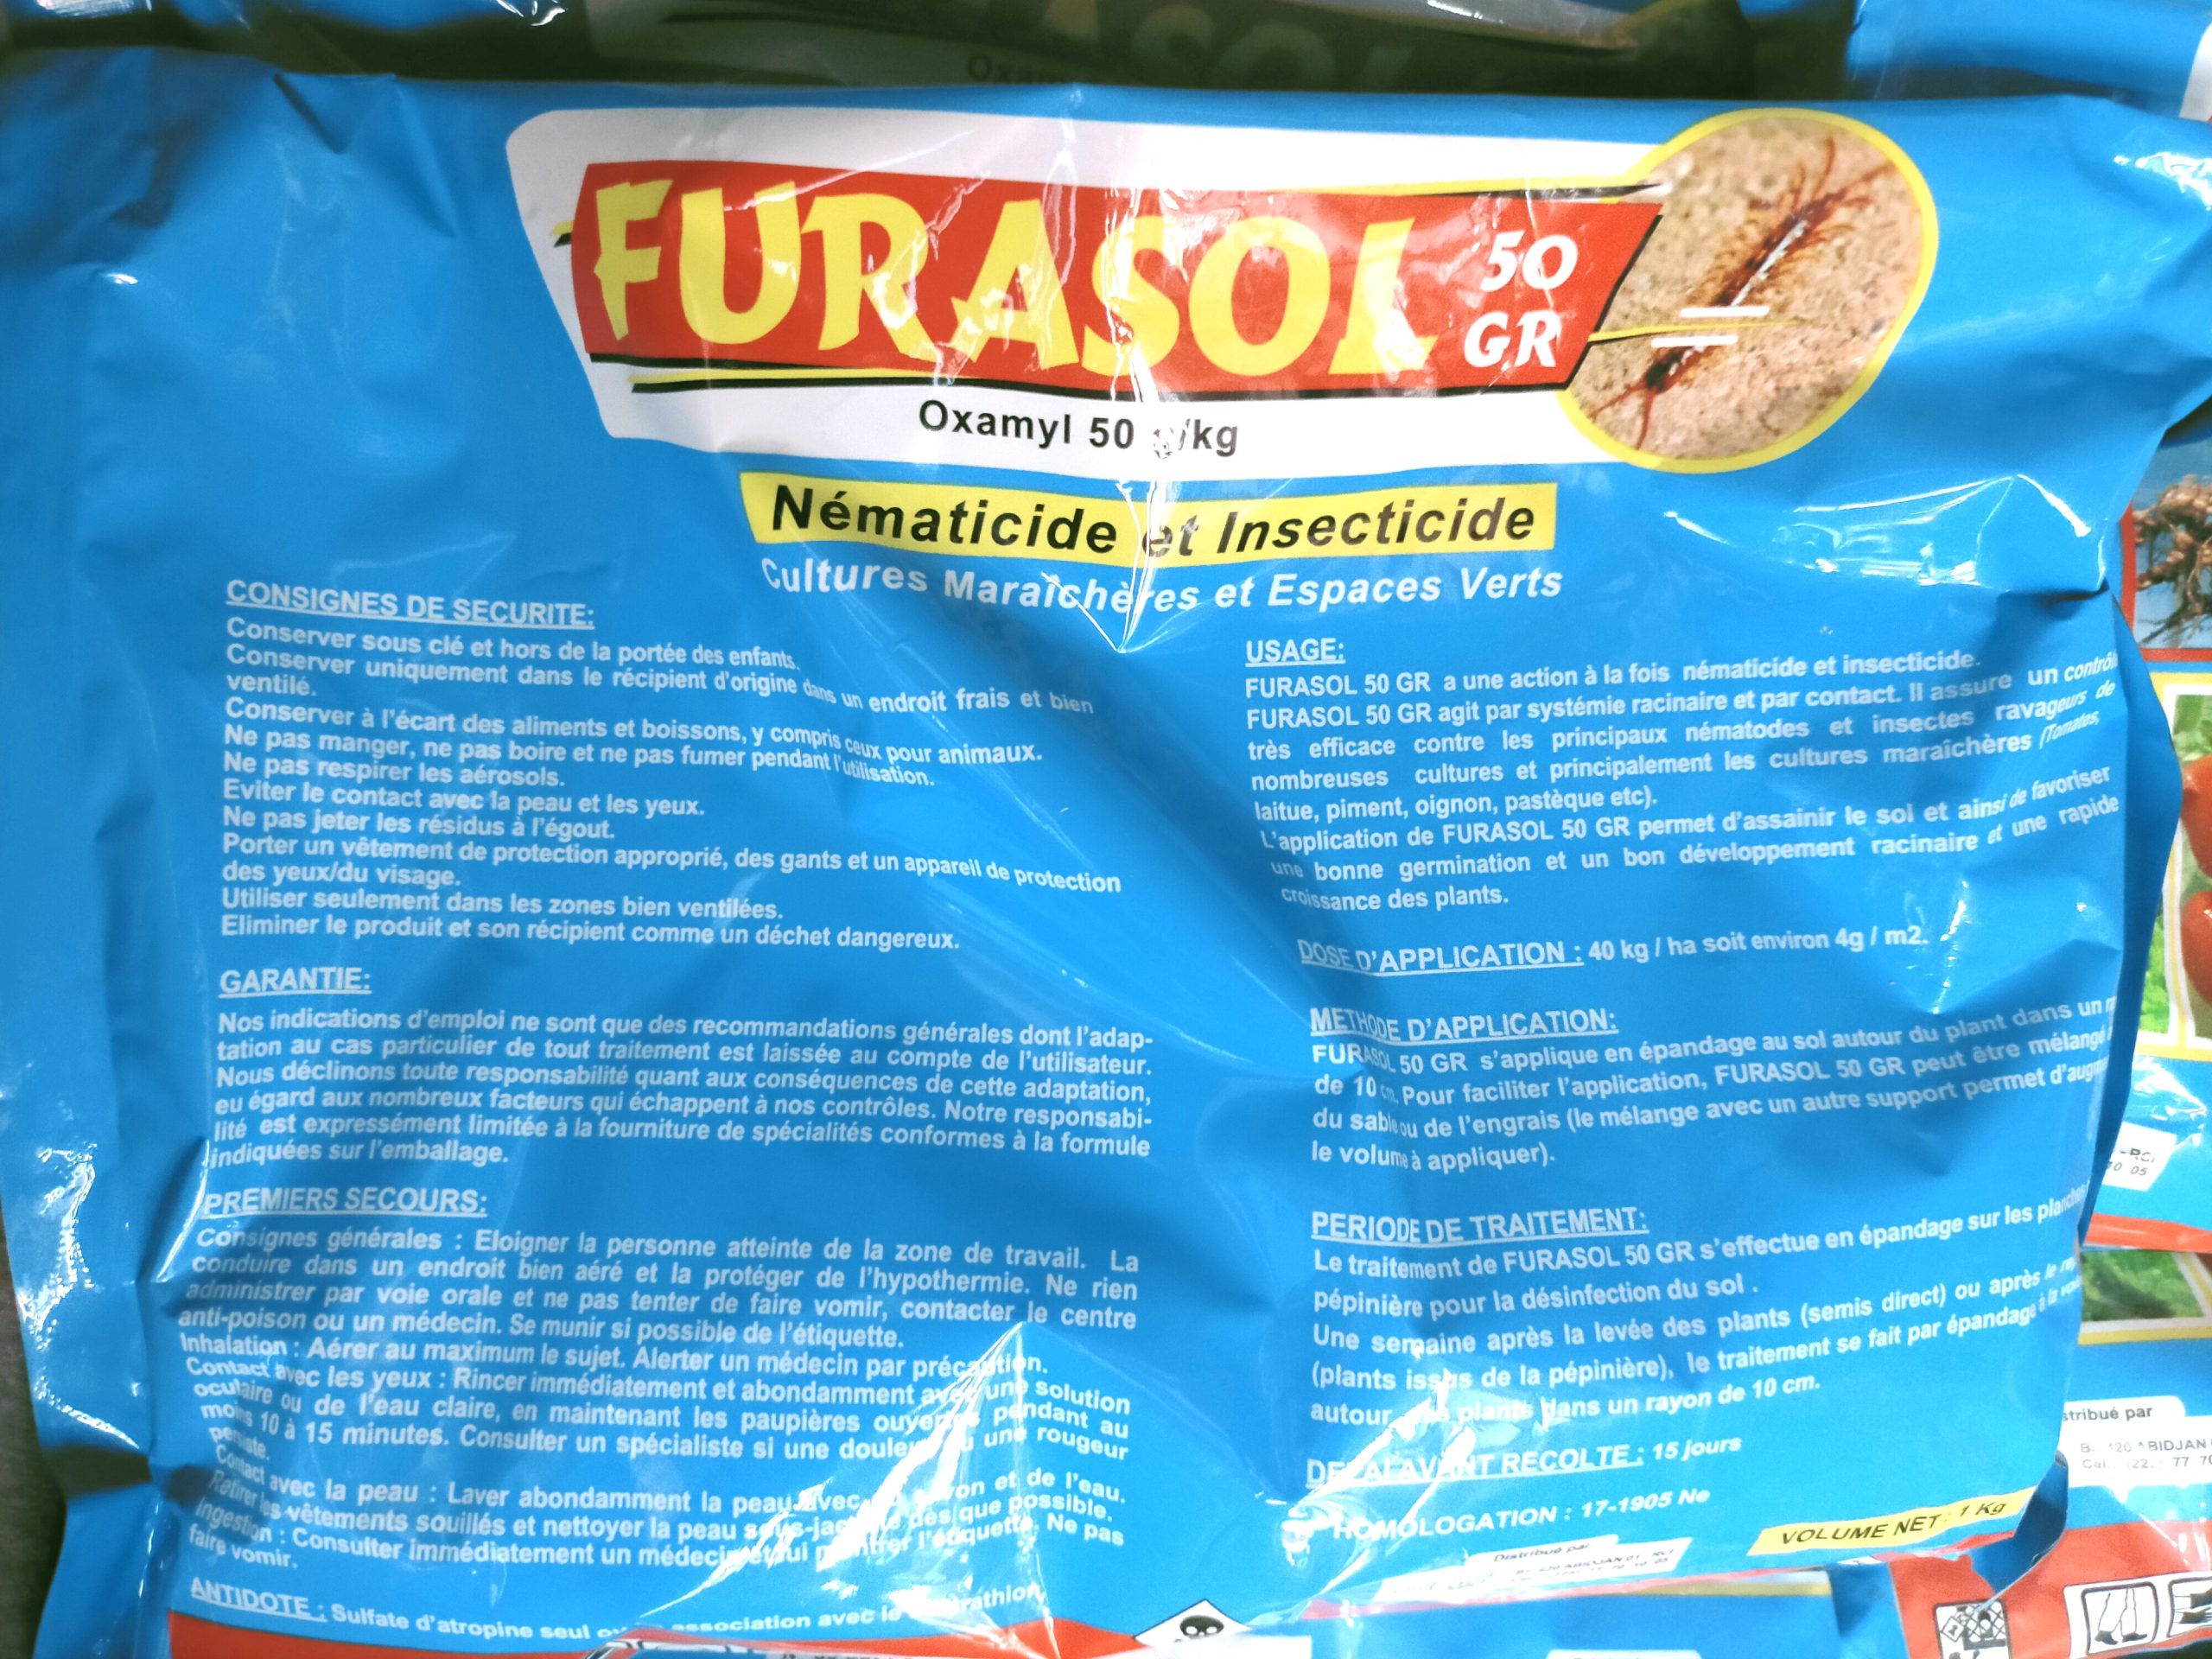 FURASOL 50 GR
Oxamyl 50 /kg
Nématicide et Insecticide
Cultures Maraîchères et Espaces Verts
CONSIGNES DE SECURITE:
Conserver sous clé et hors de la portée des enfants.
Conserver uniquement dans le récipient d'origine dans un endroit frais et bien
ventilé.
Conserver à l'écart des aliments et boissons, y compris ceux pour animaux.
Ne pas manger, ne pas boire et ne pas fumer pendant l'utilisation.
Ne pas respirer les aérosols.
Eviter le contact avec la peau et les yeux.
Ne pas jeter les résidus à l'égout.
Porter un vêtement de protection approprié, des gants et un appareil de protection
des yeux/du visage.
Utiliser seulement dans les zones bien ventilées.
Eliminer le produit et son récipient comme un déchet dangereux.
GARANTIE:
Nos indications d'emploi ne sont que des recommandations générales dont l'adap-
tation au cas particulier de tout traitement est laissée au compte de l'utilisateur.
Nous déclinons toute responsabilité quant aux conséquences de cette adaptation,
eu égard aux nombreux facteurs qui échappent à nos contrôles. Notre responsabi-
lité est expressément limitée à la fourniture de spécialités conformes à la formule
indiquées sur l'emballage.
PREMIERS SECOURS:
Consignes générales : Eloigner la personne atteinte de la zone de travail. La
conduire dans un endroit bien aéré et la protéger de l'hypothermie. Ne rien
administrer par voie orale et ne pas tenter de faire vomir, contacter le centre
anti-poison ou un médecin. Se munir si possible de l'étiquette.
Inhalation : Aérer au maximum le sujet. Alerter un médecin par précaution.
Contact avec les yeux : Rincer immédiatement et abondamment avec une solution
oculaire ou de l'eau claire, en maintenant les paupières ouvertes pendant au
moins 10 à 15 minutes. Consulter un spécialiste si une douleur ou une rougeur
persiste.
Contact avec la peau : Laver abondamment la peau avec et de l'eau.
Retirer les vêtements souillés et nettoyer la peau dès que possible.
Ingestion : Consulter immédiatement un médecin et lui montrer l'étiquette. Ne pas
faire vomir.
ANTIDOTE : Sulfate d'atropine seul association avec le
USAGE:
FURASOL 50 GR a une action à la fois nématicide et insecticide.
FURASOL 50 GR agit par systémie racinaire et par contact. Il assure un
très efficace contre les principaux nématodes et insectes ravageurs de
nombreuses cultures et principalement les cultures maraîchères (Tomates,
laitue, piment, oignon, pastèque etc).
L'application de FURASOL 50 GR permet d'assainir le sol et ainsi de favoriser
une bonne germination et un bon développement racinaire et une rapide
croissance des plants.
DOSE D'APPLICATION : 40 kg / ha soit environ 4g / m2.
METHODE D'APPLICATION:
FURASOL 50 GR s'applique en épandage au sol autour du plant dans un
de 10 cm. Pour faciliter l'application, FURASOL 50 GR peut être mélangé
du sable ou de l'engrais (le mélange avec un autre support permet
le volume à appliquer).
PERIODE DE TRAITEMENT:
Le traitement de FURASOL 50 GR s'effectue en épandage sur les
pépinière pour la désinfection du sol .
Une semaine après la levée des plants (semis direct) ou après le
(plants issus de la pépinière), le traitement se fait par épandage à la
autour plants dans un rayon de 10 cm.
DELAI AVANT RECOLTE : 15 jours
HOMOLOGATION : 17-1905 Ne
VOLUME NET : 1 Kg
Distribué par